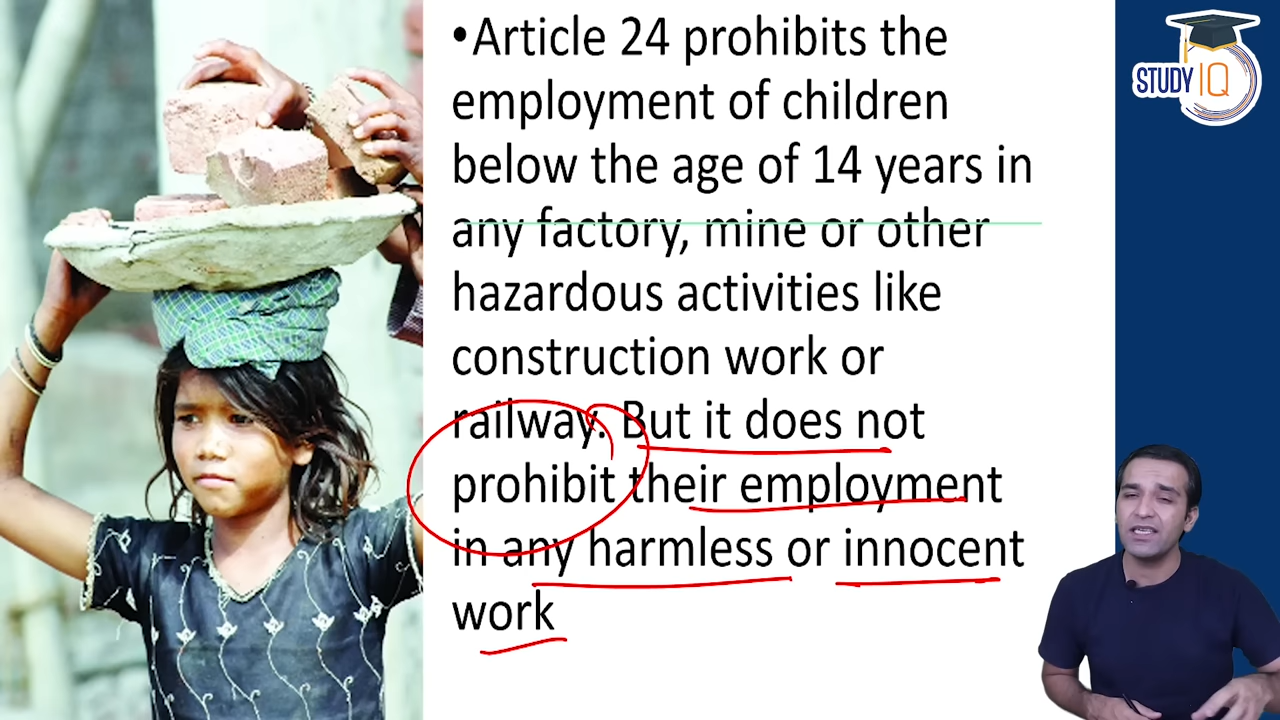 •Article 24 prohibits the
employment of children
below the age of 14 years in
any factory, mine or other
hazardous activities like
construction work or
railway. But it does not
prohibit their employment
in any harmless or innocent
work
STUDY IQ